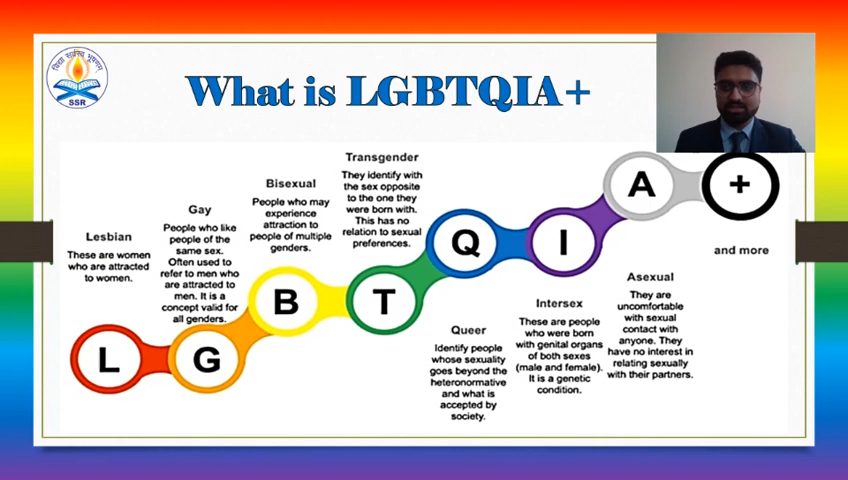 SSR
What is LGBTQIA+
Lesbian
These are women
who are attracted
to women.
Gay
People who like
people of the
same sex.
Often used to
refer to men who
are attracted to
men. It is a
concept valid for
all genders.
Bisexual
People who may
experience
attraction to
people of multiple
genders.
Transgender
They identify with
the sex opposite
to the one they
were born with.
This has no
relation to sexual
preferences.
L
G
B
T
Q
I
A
+
Queer
Identify people
whose sexuality
goes beyond the
heteronormative
and what is
accepted by
society.
Intersex
These are people
who were born
with genital organs
of both sexes
(male and female).
It is a genetic
condition.
Asexual
They are
uncomfortable
with sexual
contact with
anyone. They
have no interest in
relating sexually
with their partners.
and more